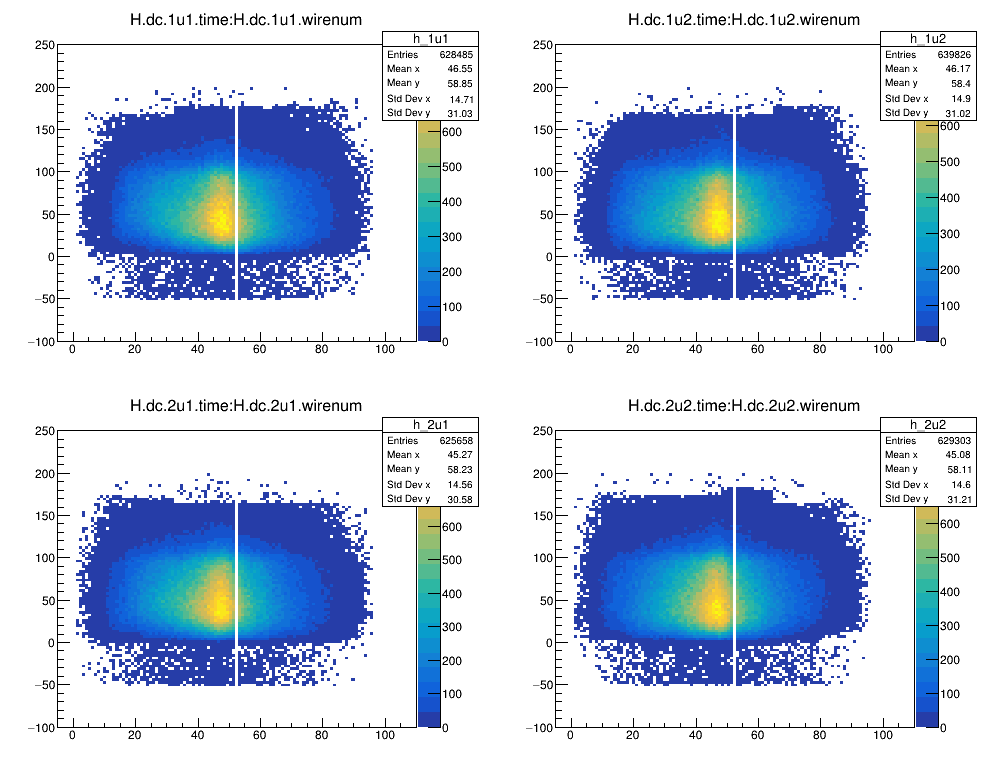 H.dc.1u1.time:H.dc.1u1.wirenum
h_1u1
Entries 628485
Mean x 46.55
Mean y 58.85
Std Dev x 14.71
Std Dev y 31.03
250
200
150
100
50
0
−50
−100
0 20 40 60 80 100
600
500
400
300
200
100
0
H.dc.1u2.time:H.dc.1u2.wirenum
h_1u2
Entries 639826
Mean x 46.17
Mean y 58.4
Std Dev x 14.9
Std Dev y 31.02
250
200
150
100
50
0
−50
−100
0 20 40 60 80 100
600
500
400
300
200
100
0
H.dc.2u1.time:H.dc.2u1.wirenum
h_2u1
Entries 625658
Mean x 45.27
Mean y 58.23
Std Dev x 14.56
Std Dev y 30.58
250
200
150
100
50
0
−50
−100
0 20 40 60 80 100
600
500
400
300
200
100
0
H.dc.2u2.time:H.dc.2u2.wirenum
h_2u2
Entries 629303
Mean x 45.08
Mean y 58.11
Std Dev x 14.6
Std Dev y 31.21
250
200
150
100
50
0
−50
−100
0 20 40 60 80 100
600
500
400
300
200
100
0